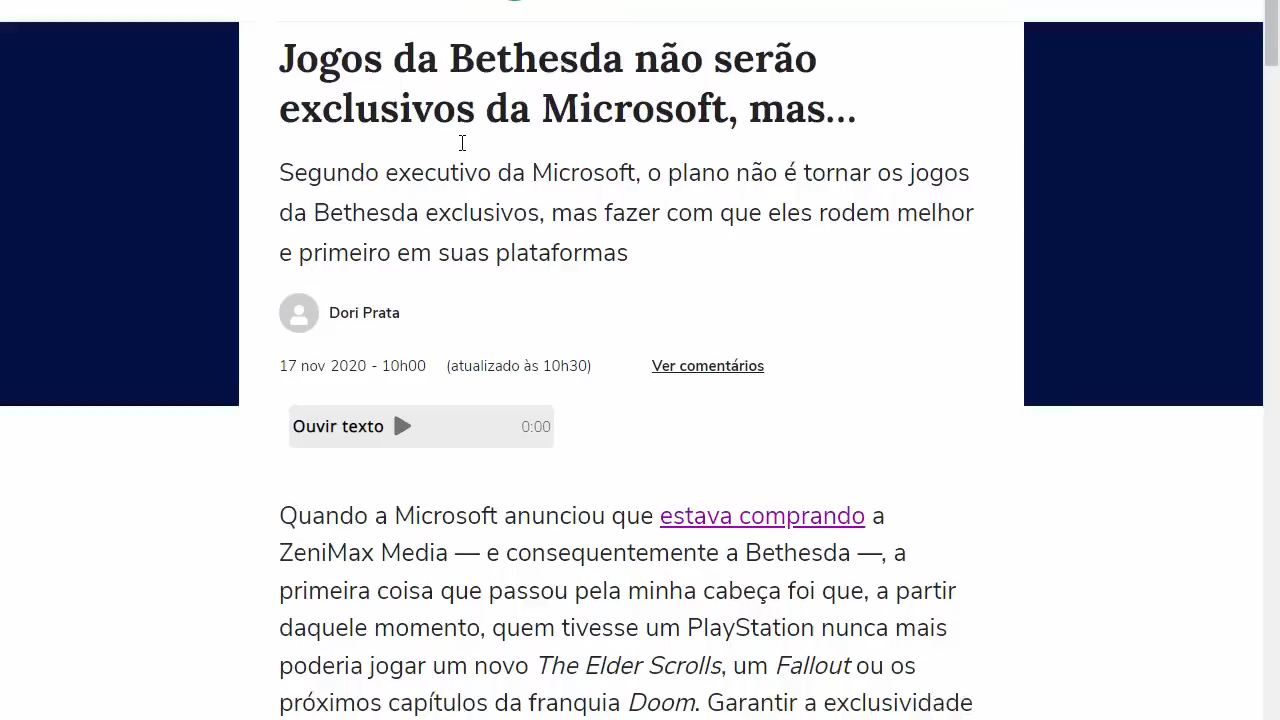 Jogos da Bethesda não serão
exclusivos da Microsoft, mas...
Segundo executivo da Microsoft, o plano não é tornar os jogos
da Bethesda exclusivos, mas fazer com que eles rodem melhor
e primeiro em suas plataformas
Dori Prata
17 nov 2020 - 10h00 (atualizado às 10h30) Ver comentários
Ouvir texto 0:00
Quando a Microsoft anunciou que estava comprando a
ZeniMax Media — e consequentemente a Bethesda —, a
primeira coisa que passou pela minha cabeça foi que, a partir
daquele momento, quem tivesse um PlayStation nunca mais
poderia jogar um novo The Elder Scrolls, um Fallout ou os
próximos capítulos da franquia Doom. Garantir a exclusividade